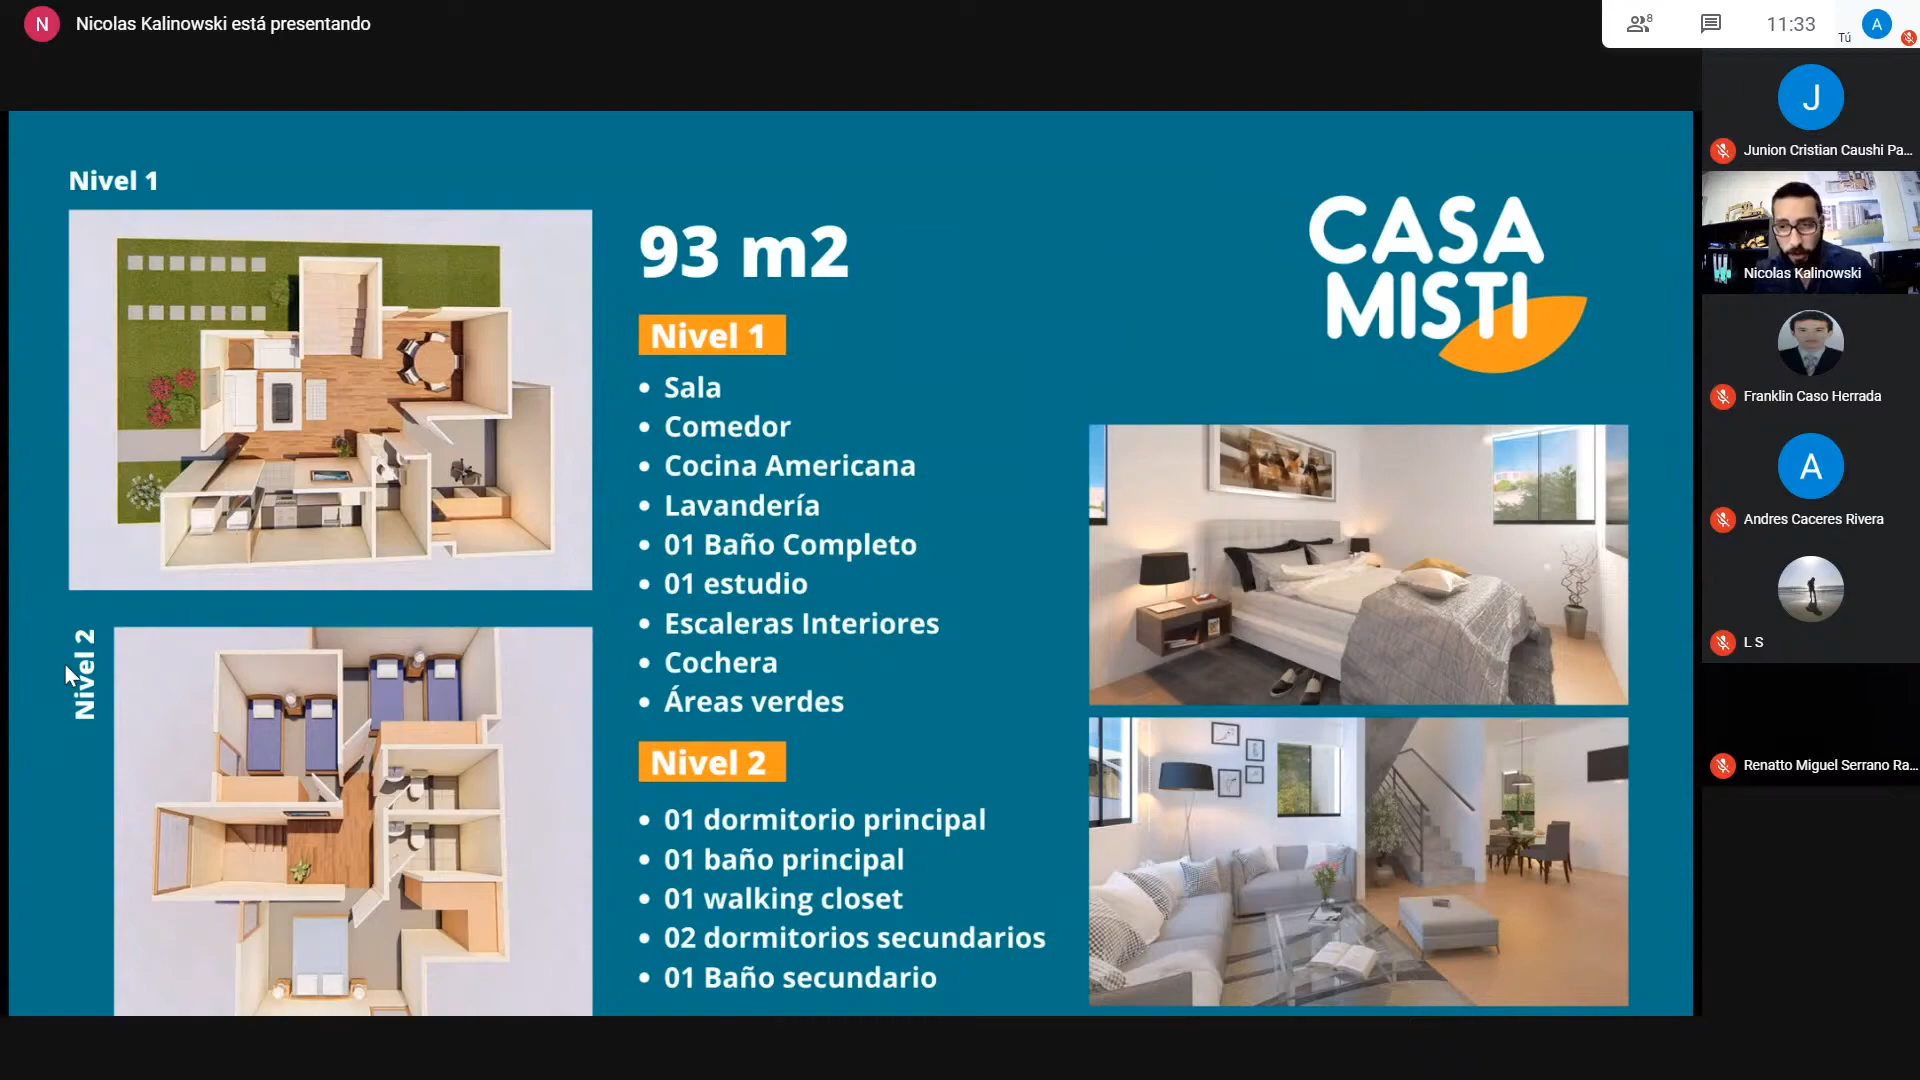 N
Nicolas Kalinowski está presentando
8
11:33
Tú
A
Nivel 1
93 m2
Nivel 1
• Sala
• Comedor
• Cocina Americana
• Lavandería
• 01 Baño Completo
• 01 estudio
• Escaleras Interiores
• Cochera
• Áreas verdes
Nivel 2
Nivel 2
• 01 dormitorio principal
• 01 baño principal
• 01 walking closet
• 02 dormitorios secundarios
• 01 Baño secundario
CASA
MISTI
J
Junion Cristian Caushi Pa...
Nicolas Kalinowski
Franklin Caso Herrada
A
Andres Caceres Rivera
L S
Renatto Miguel Serrano Ra...